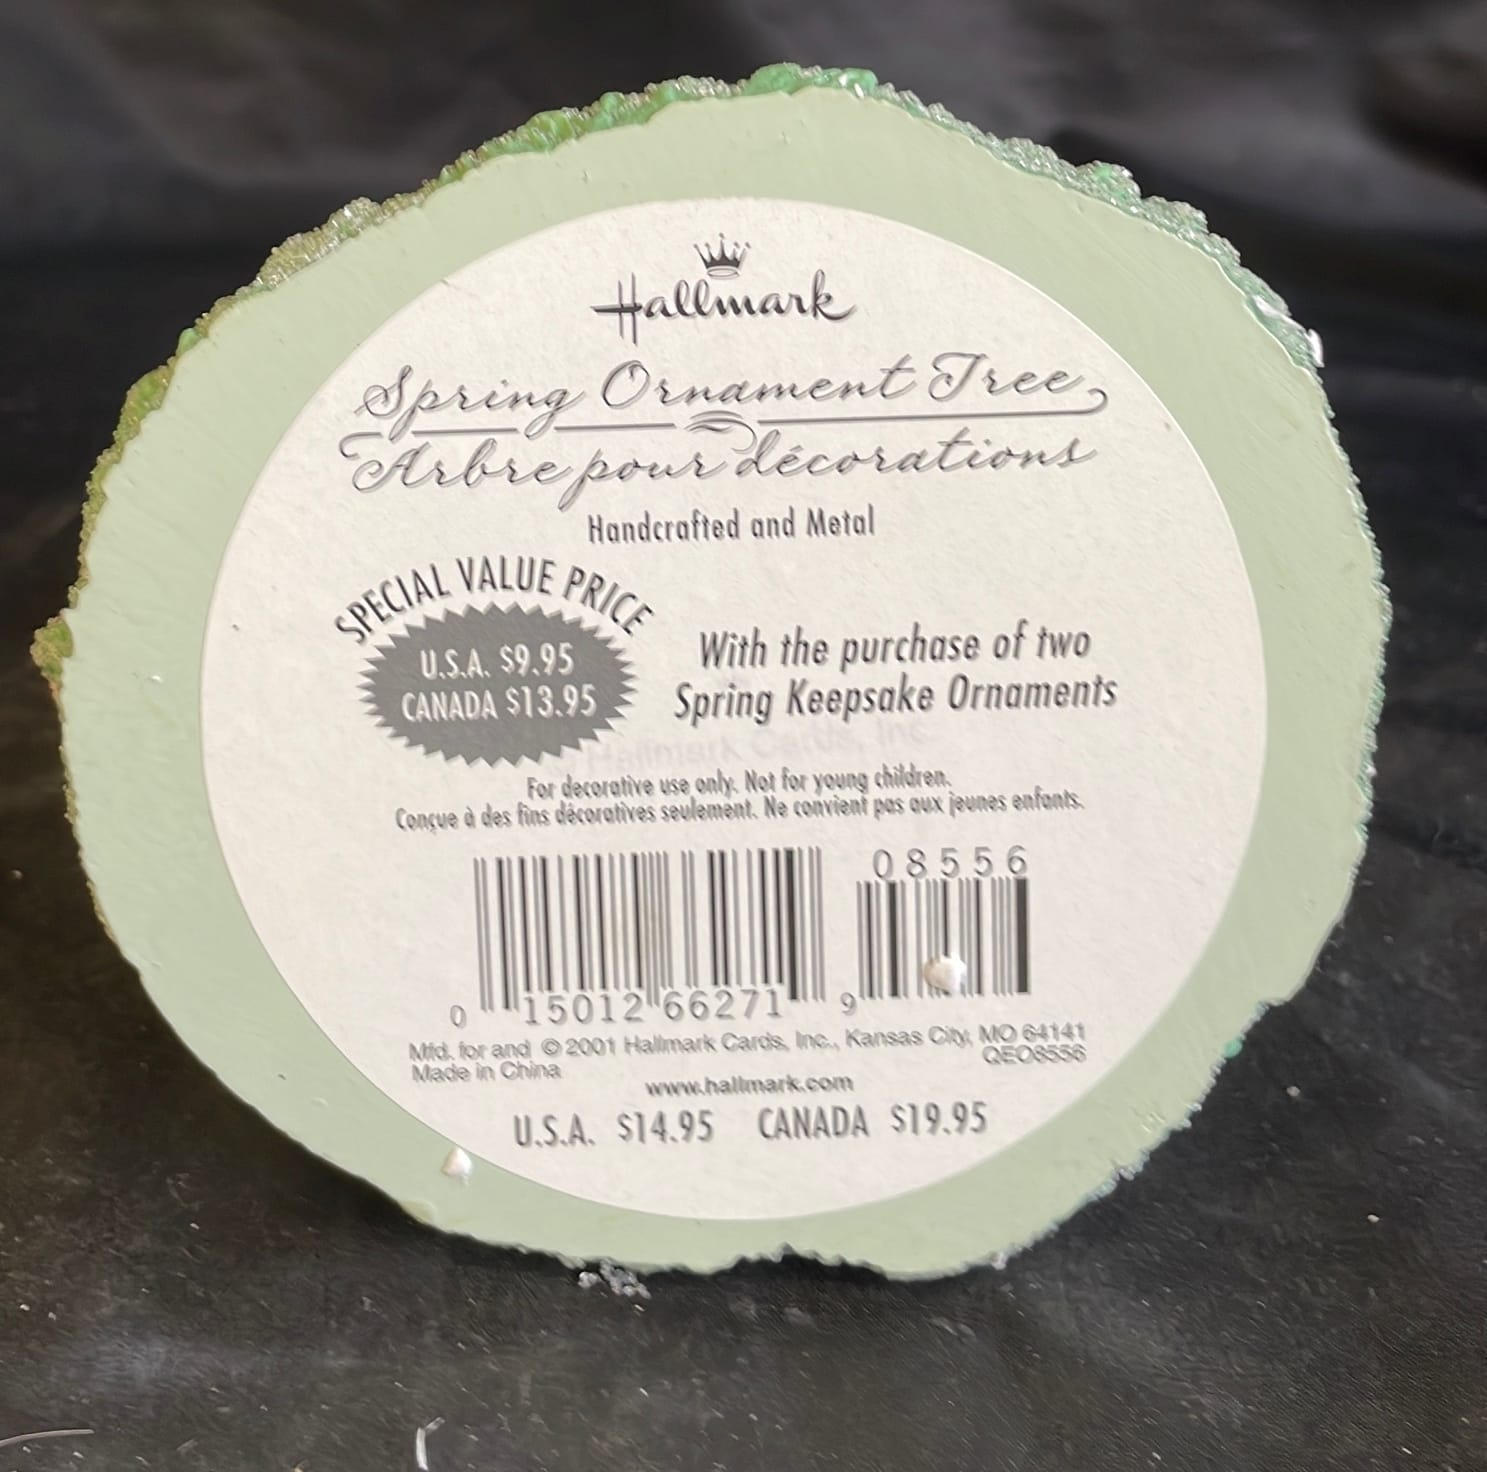 Hallmark
Spring Ornament Tree
Arbre pour décorations
Handcrafted and Metal
SPECIAL VALUE PRICE
U.S.A. $9.95
CANADA $13.95
With the purchase of two
Spring Keepsake Ornaments
For decorative use only. Not for young children.
Conçue à des fins décoratives seulement. Ne convient pas aux jeunes enfants.
08556
0 15012 66271 9
Mfd. for and © 2001 Hallmark Cards, Inc., Kansas City, MO 64141
Made in China
QEO8556
www.hallmark.com
U.S.A. $14.95 CANADA $19.95